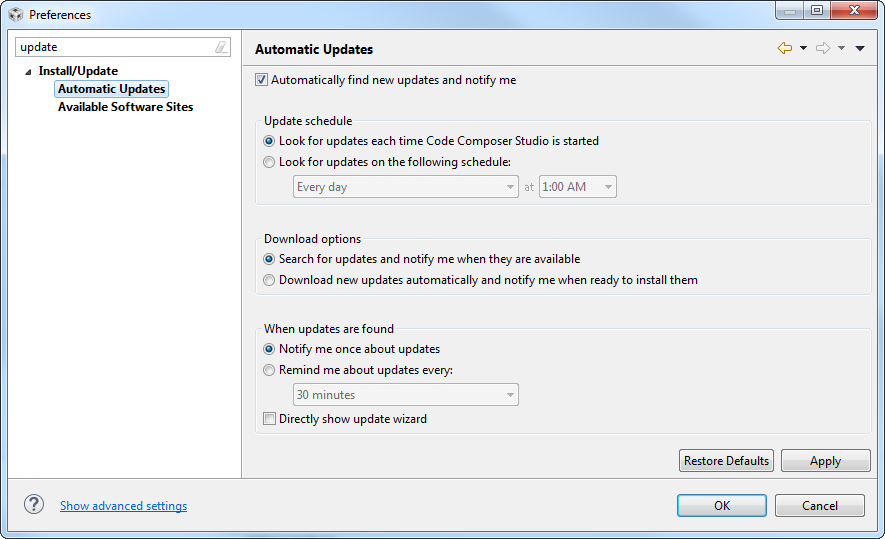 Preferences
update
Install/Update
Automatic Updates
Available Software Sites
Automatic Updates
Automatically find new updates and notify me
Update schedule
Look for updates each time Code Composer Studio is started
Look for updates on the following schedule:
Every day at 1:00 AM
Download options
Search for updates and notify me when they are available
Download new updates automatically and notify me when ready to install them
When updates are found
Notify me once about updates
Remind me about updates every:
30 minutes
Directly show update wizard
Restore Defaults Apply
? Show advanced settings OK Cancel